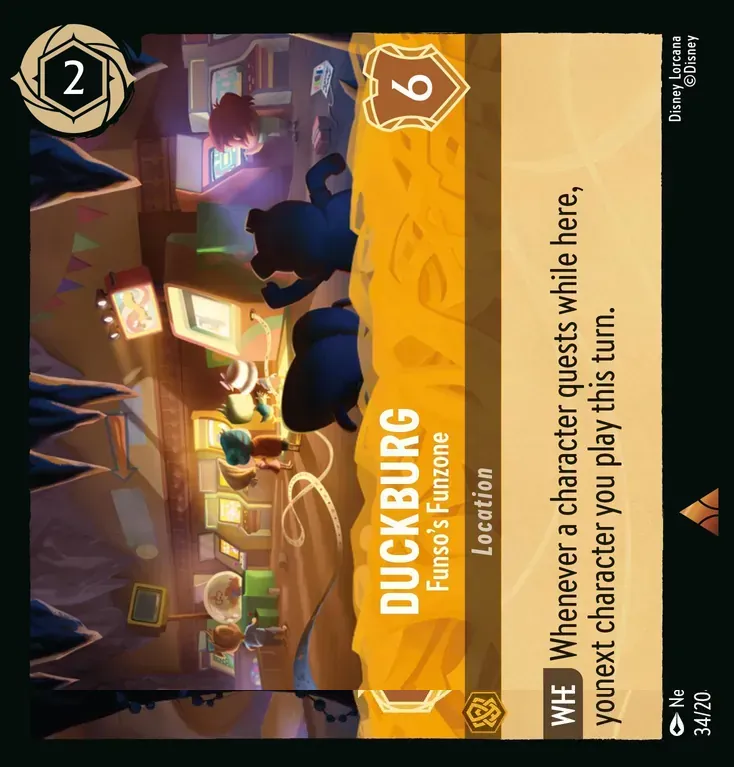 2
6
DUCKBURG
Funso's Funzone
Location
WHE Whenever a character quests while here,
younext character you play this turn.
Ne
34/20
Disney Lorcana
©Disney